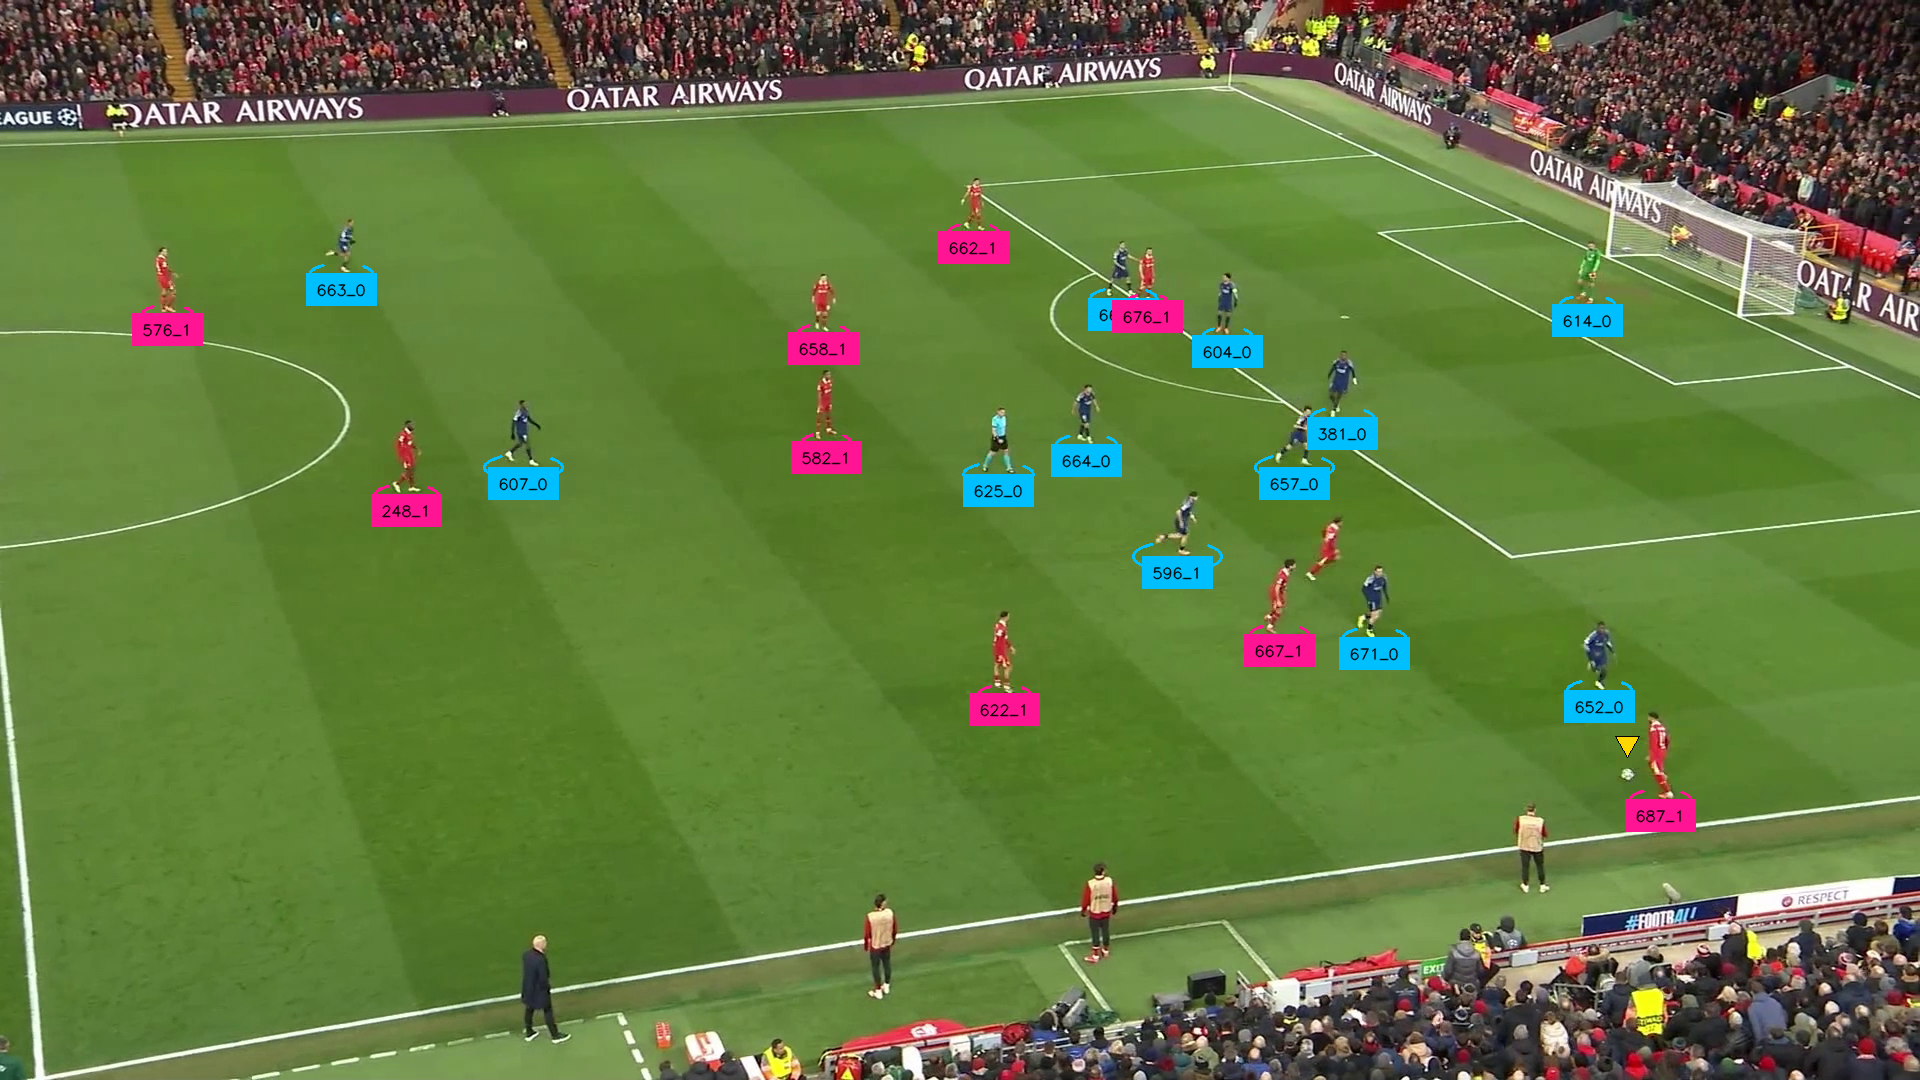 QATAR AIRWAYS
QATAR AIRWAYS
QATAR AIRWAYS
EAGUE
QATAR AIRWAYS
QATAR AIRWAYS
QATAR AIRWAYS
662_1
663_0
576_1
676_1
614_0
658_1
604_0
381_0
582_1
664_0
607_0
657_0
625_0
248_1
596_1
667_1
671_0
622_1
652_0
687_1
RESPECT
#FOOTBALL
EXIT